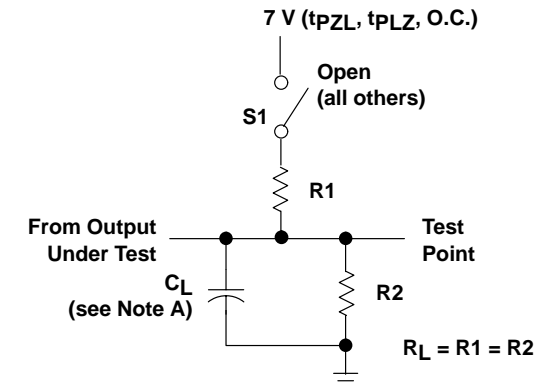 7 V (tPZL, tPLZ, O.C.)
Open
(all others)
S1
R1
From Output
Under Test
Test
Point
CL
(see Note A)
R2
RL = R1 = R2